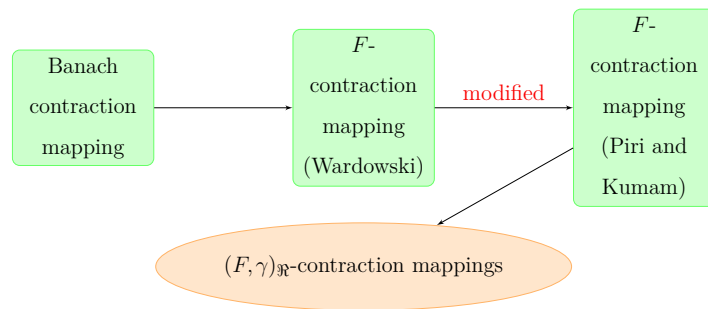 Banach
contraction
mapping
F-
contraction
mapping
(Wardowski)
modified
F-
contraction
mapping
(Piri and
Kumam)
(F, γ)ℜ-contraction mappings